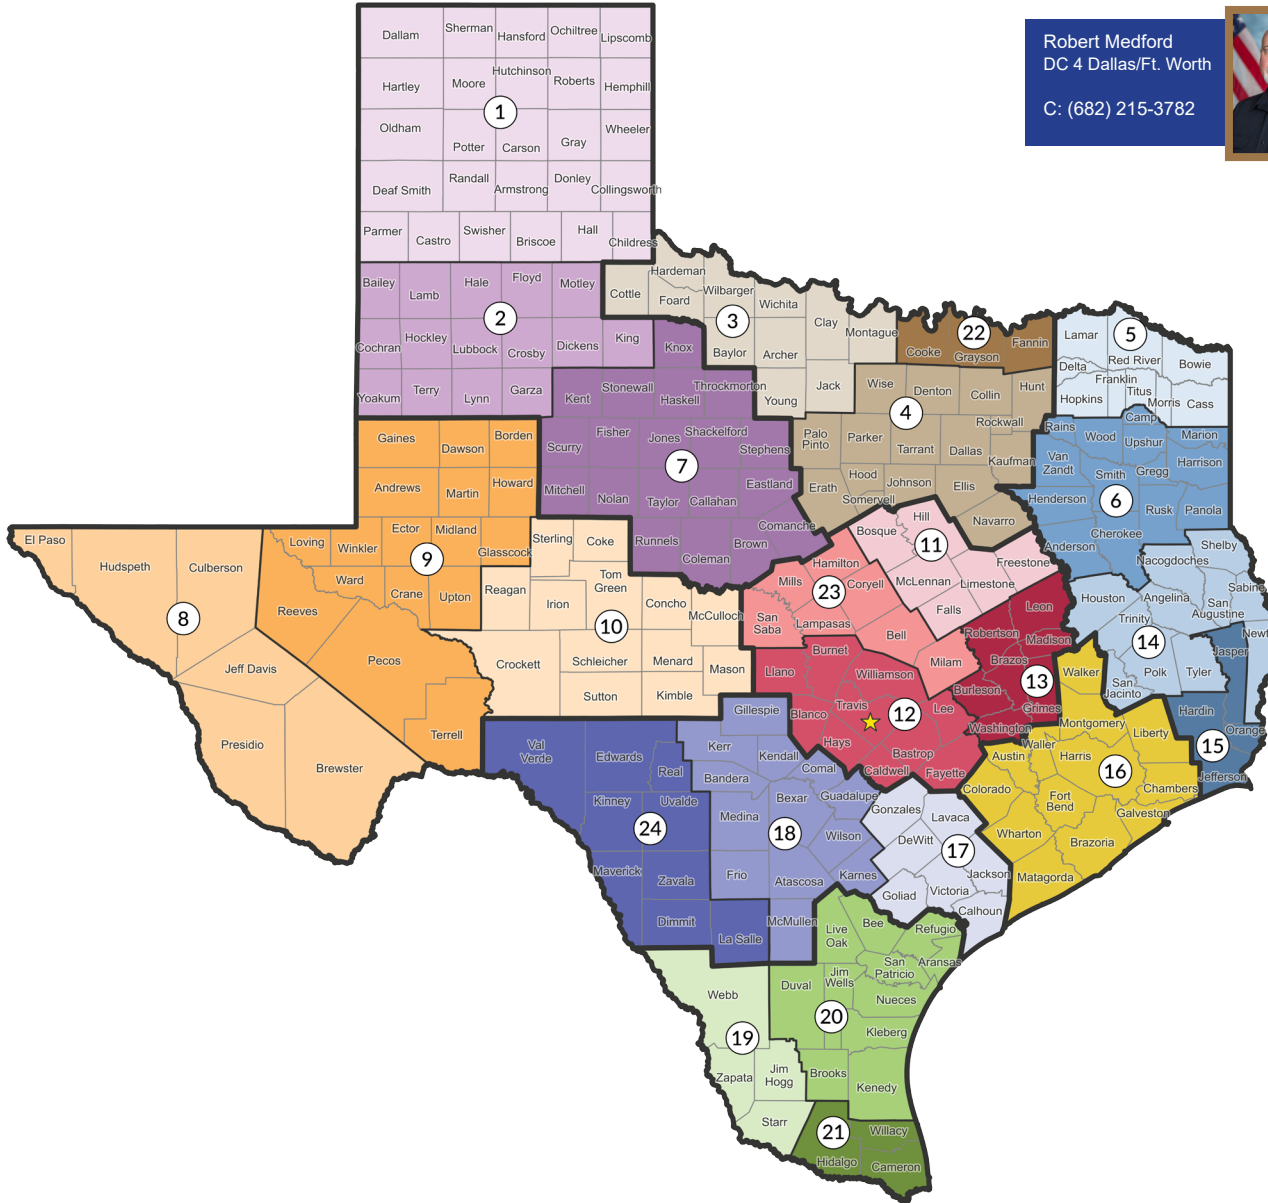 Robert Medford
DC 4 Dallas/Ft. Worth
C: (682) 215-3782
Dallam
Sherman
Hansford
Ochiltree
Lipscomb
Hartley
Moore
Hutchinson
Roberts
Hemphill
1
Oldham
Potter
Carson
Gray
Wheeler
Deaf Smith
Randall
Armstrong
Donley
Collingsworth
Parmer
Castro
Swisher
Briscoe
Hall
Childress
Bailey
Lamb
Hale
Floyd
Motley
2
Cochran
Hockley
Lubbock
Crosby
Dickens
King
Yoakum
Terry
Lynn
Garza
Hardeman
Cottle
Foard
Wilbarger
Wichita
3
Clay
Montague
Baylor
Archer
Young
Jack
22
Cooke
Grayson
Fannin
Lamar
5
Red River
Bowie
Delta
Franklin
Titus
Hopkins
Morris
Cass
Knox
Kent
Stonewall
Haskell
Throckmorton
Scurry
Fisher
Jones
Shackelford
Stephens
7
Mitchell
Nolan
Taylor
Callahan
Eastland
Runnels
Coleman
Brown
Comanche
Wise
Denton
Collin
Hunt
4
Rockwall
Palo
Pinto
Parker
Tarrant
Dallas
Kaufman
Erath
Hood
Somervell
Johnson
Ellis
Navarro
Camp
Rains
Wood
Upshur
Marion
Van
Zandt
Smith
Gregg
Harrison
Henderson
6
Rusk
Panola
Anderson
Cherokee
Gaines
Dawson
Borden
Andrews
Martin
Howard
Loving
Winkler
Ector
Midland
Glasscock
9
Ward
Crane
Upton
Reeves
Pecos
Terrell
El Paso
Hudspeth
Culberson
8
Jeff Davis
Presidio
Brewster
Sterling
Coke
Reagan
Irion
Tom
Green
Concho
McCulloch
10
Crockett
Schleicher
Menard
Mason
Sutton
Kimble
Bosque
Hill
11
Freestone
McLennan
Limestone
Falls
Hamilton
Mills
23
Coryell
San
Saba
Lampasas
Bell
Milam
Burnet
Llano
Williamson
Blanco
Travis
12
Lee
Hays
Bastrop
Caldwell
Fayette
Leon
Robertson
Madison
Brazos
13
Burleson
Grimes
Washington
Shelby
Nacogdoches
Houston
Angelina
Sabine
San
Augustine
Trinity
14
Polk
Tyler
San
Jacinto
Jasper
Newt
Hardin
Orange
15
Jefferson
Walker
Montgomery
Liberty
Waller
Austin
Harris
16
Colorado
Fort
Bend
Chambers
Galveston
Wharton
Brazoria
Matagorda
Gonzales
Lavaca
DeWitt
17
Jackson
Goliad
Victoria
Calhoun
Gillespie
Kerr
Kendall
Comal
Bandera
Bexar
Guadalupe
Medina
18
Wilson
Frio
Atascosa
Karnes
McMullen
Val
Verde
Edwards
Real
Kinney
Uvalde
24
Maverick
Zavala
Dimmit
La Salle
Webb
19
Zapata
Jim
Hogg
Starr
Live
Oak
Bee
Refugio
San
Patricio
Aransas
Duval
Jim
Wells
Nueces
20
Kleberg
Brooks
Kenedy
21
Willacy
Hidalgo
Cameron